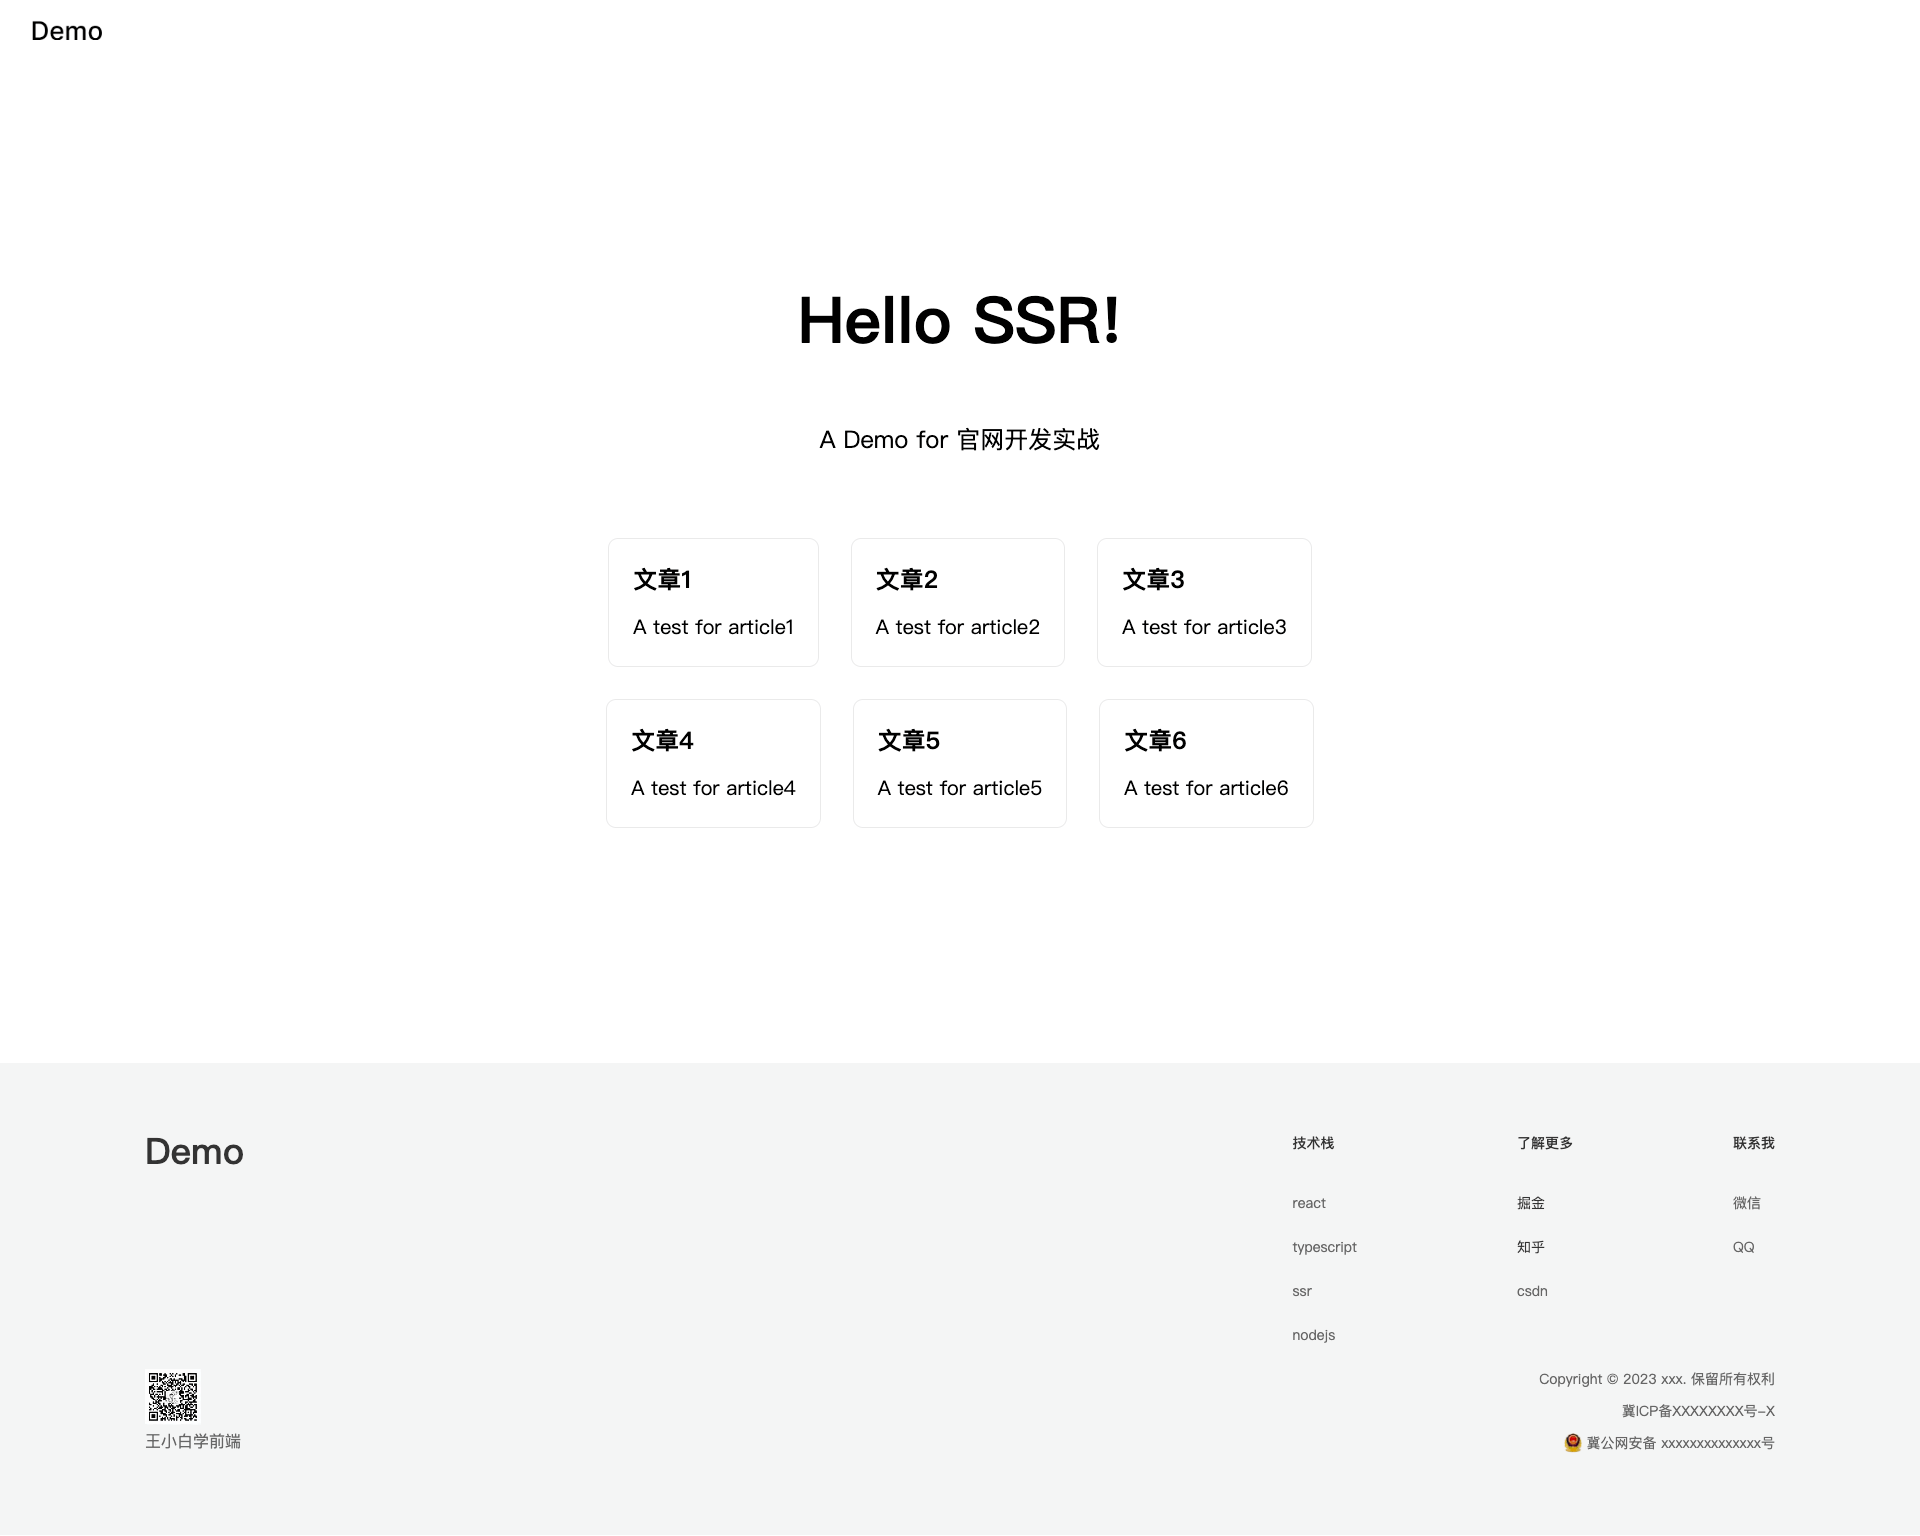 Demo
Hello SSR!
A Demo for 官网开发实战
文章1
A test for article1
文章2
A test for article2
文章3
A test for article3
文章4
A test for article4
文章5
A test for article5
文章6
A test for article6
Demo
技术栈
react
typescript
ssr
nodejs
了解更多
掘金
知乎
csdn
联系我
微信
QQ
王小白学前端
Copyright © 2023 xxx. 保留所有权利
冀ICP备XXXXXXXX号-X
冀公网安备 xxxxxxxxxxxxxx号